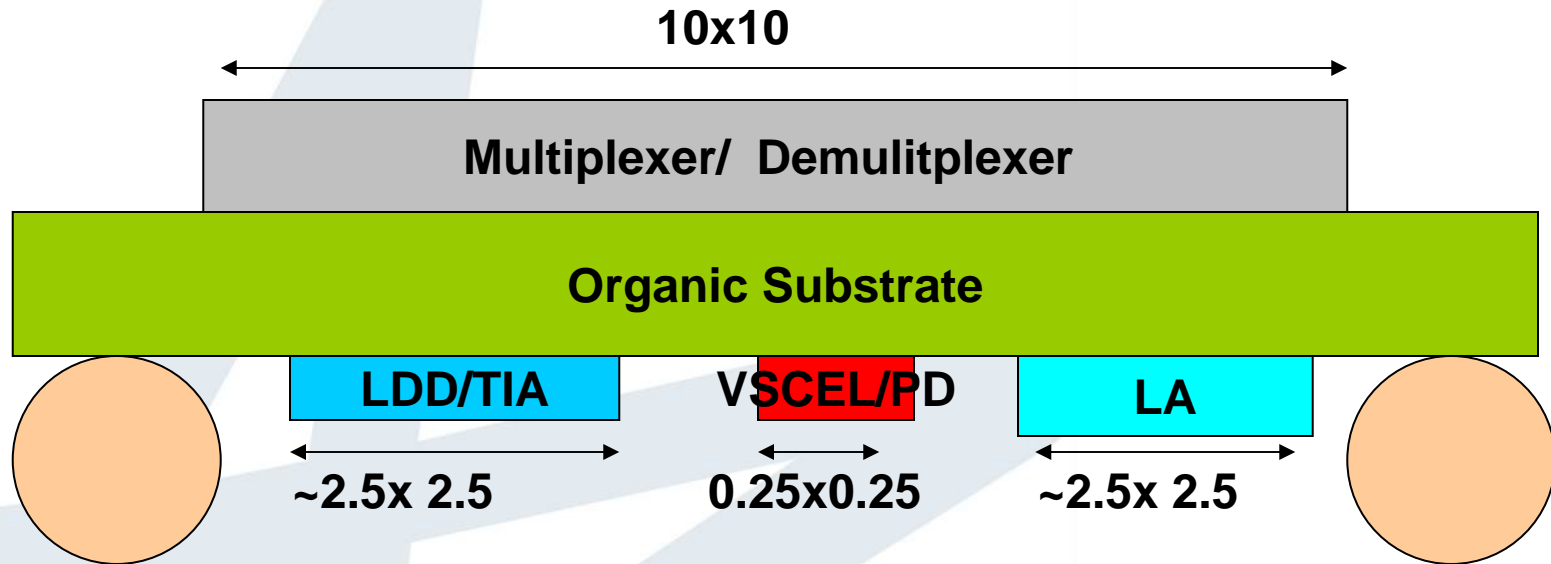 10x10
Multiplexer/ Demulitplexer
Organic Substrate
LDD/TIA
VSCEL/PD
LA
~2.5x 2.5
0.25x0.25
~2.5x 2.5